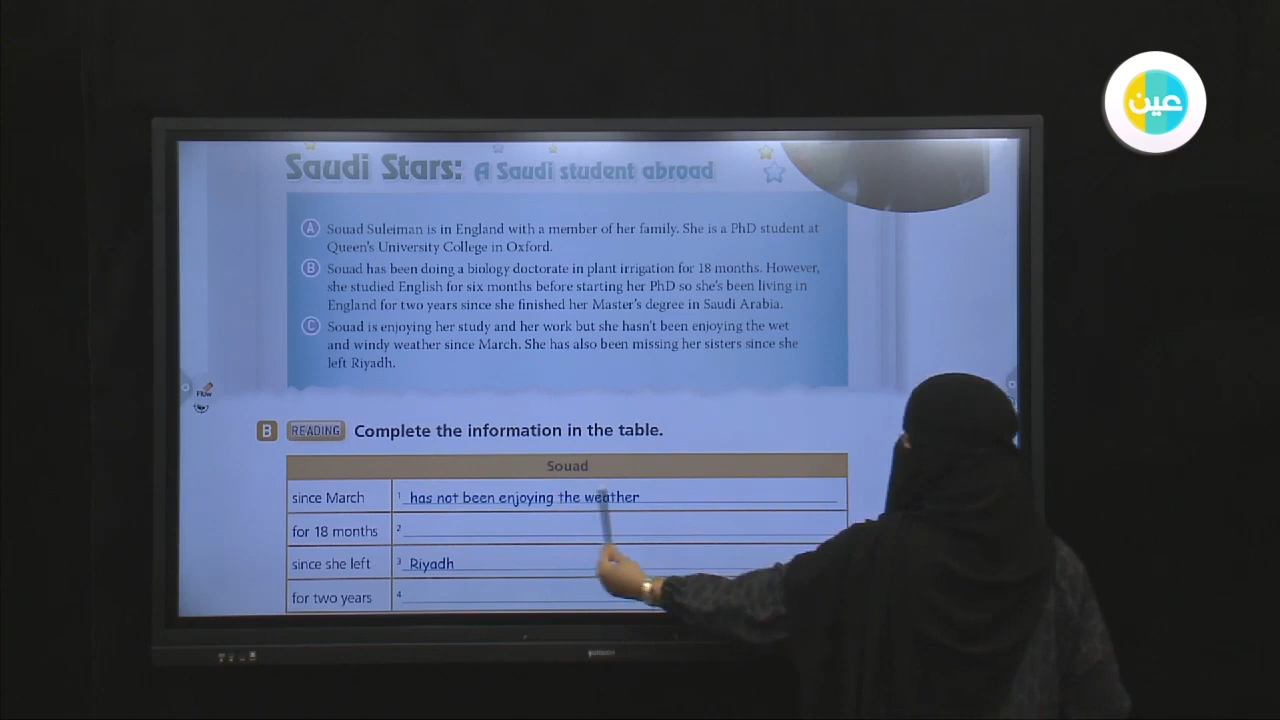 عين
Saudi Stars: A Saudi student abroad
A Souad Suleiman is in England with a member of her family. She is a PhD student at
Queen's University College in Oxford.
B Souad has been doing a biology doctorate in plant irrigation for 18 months. However,
she studied English for six months before starting her PhD so she's been living in
England for two years since she finished her Master's degree in Saudi Arabia.
C Souad is enjoying her study and her work but she hasn't been enjoying the wet
and windy weather since March. She has also been missing her sisters since she
left Riyadh.
B READING Complete the information in the table.
Souad
since March 1 has not been enjoying the weather
for 18 months 2
since she left 3 Riyadh
for two years 4